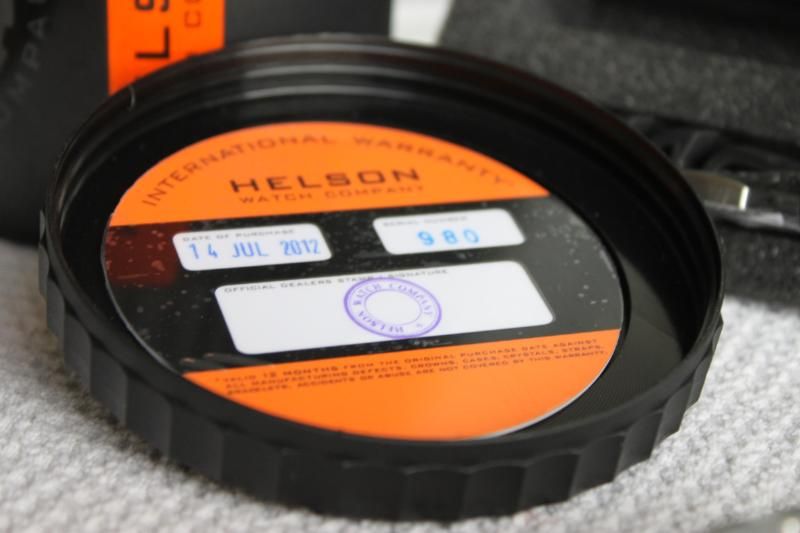 INTERNATIONAL WARRANTY*
HELSON
WATCH COMPANY
DATE OF PURCHASE
14 JUL 2012
SERIAL NUMBER
980
OFFICIAL DEALERS STAMP / SIGNATURE
HELSON WATCH COMPANY
*VALID 12 MONTHS FROM THE ORIGINAL PURCHASE DATE AGAINST
ALL MANUFACTURING DEFECTS. CROWNS, CASES, CRYSTALS, STRAPS,
BRACELETS, ACCIDENTS OR ABUSE ARE NOT COVERED BY THIS WARRANTY.